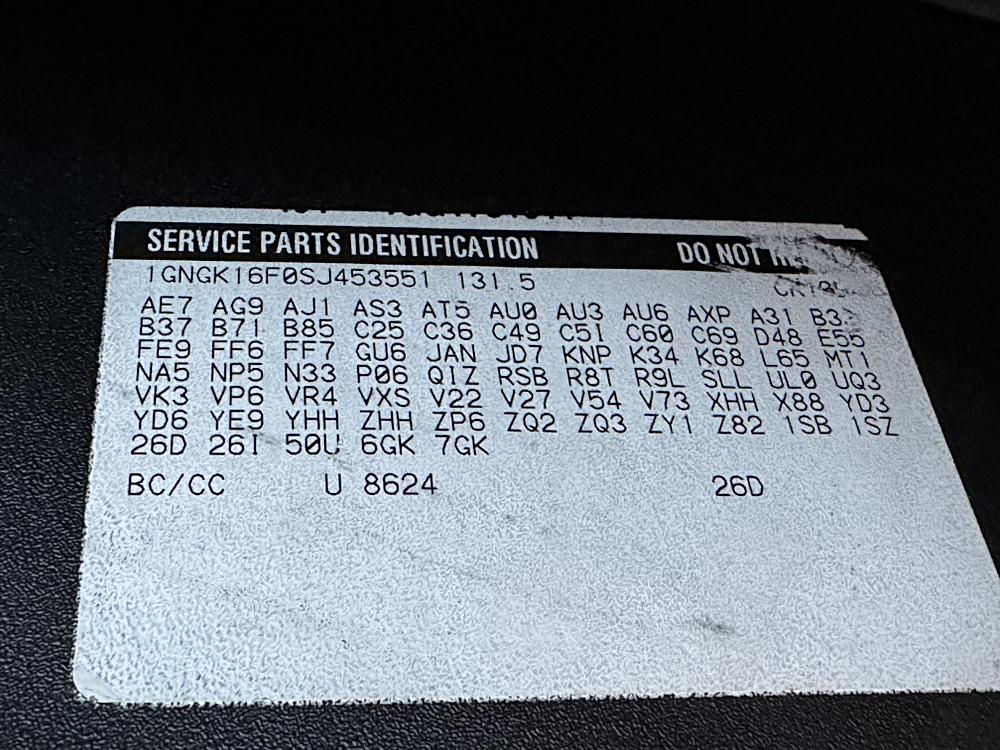 SERVICE PARTS IDENTIFICATION DO NOT
1GNGK16F0SJ453551 131.5
AE7 AG9 AJ1 AS3 AT5 AU0 AU3 AU6 AXP A31
B37 B71 B85 C25 C36 C49 C51 C60 C69 D48 E55
FE9 FF6 FF7 GU6 JAN JD7 KNP K34 K68 L65 MT1
NA5 NP5 N33 P06 QIZ RSB R8T R9L SLL UL0 UQ3
VK3 VP6 VR4 VXS V22 V27 V54 V73 XHH X88 YD3
YD6 YE9 YHH ZHH ZP6 ZQ2 ZQ3 ZY1 Z82 1SB 1SZ
26D 26I 50U 6GK 7GK
BC/CC U 8624 26D